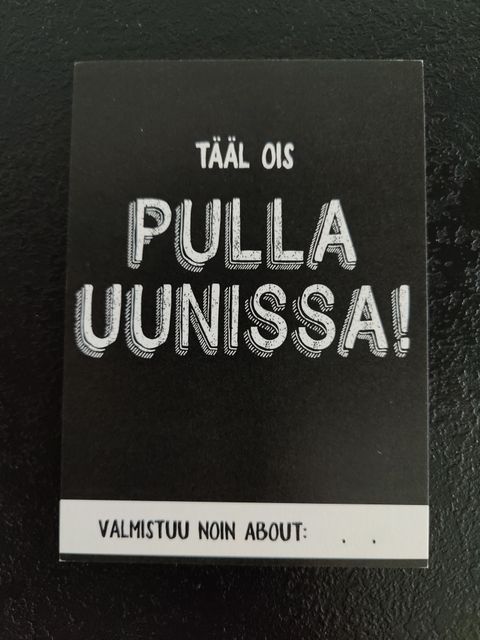 TÄÄL OIS
PULLA
UUNISSA!
VALMISTUU NOIN ABOUT: . .